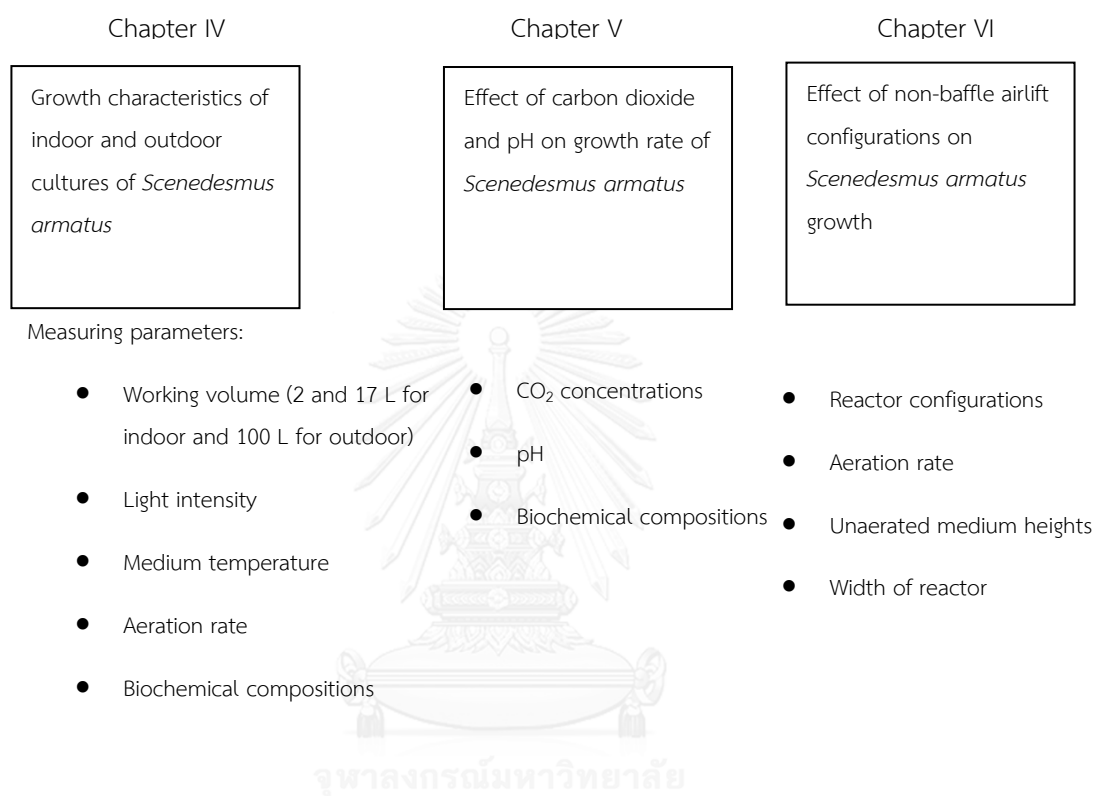 Chapter IV
Growth characteristics of
indoor and outdoor
cultures of Scenedesmus
armatus
Measuring parameters:
● Working volume (2 and 17 L for
indoor and 100 L for outdoor)
● Light intensity
● Medium temperature
● Aeration rate
● Biochemical compositions
Chapter V
Effect of carbon dioxide
and pH on growth rate of
Scenedesmus armatus
● CO₂ concentrations
● pH
● Biochemical compositions
Chapter VI
Effect of non-baffle airlift
configurations on
Scenedesmus armatus
growth
● Reactor configurations
● Aeration rate
● Unaerated medium heights
● Width of reactor
จุฬาลงกรณ์มหาวิทยาลัย